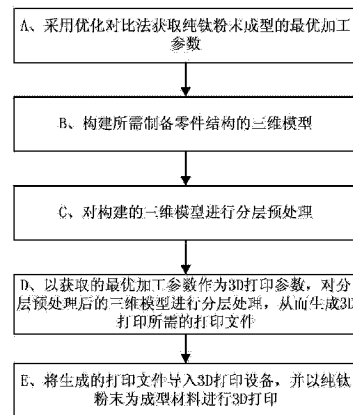 A、采用优化对比法获取纯钛粉末成型的最优加工
参数
B、构建所需制备零件结构的三维模型
C、对构建的三维模型进行分层预处理
D、以获取的最优加工参数作为3D打印参数，对分
层预处理后的三维模型进行分层处理，从而生成3D
打印所需的打印文件
E、将生成的打印文件导入3D打印设备，并以纯钛
粉末为成型材料进行3D打印